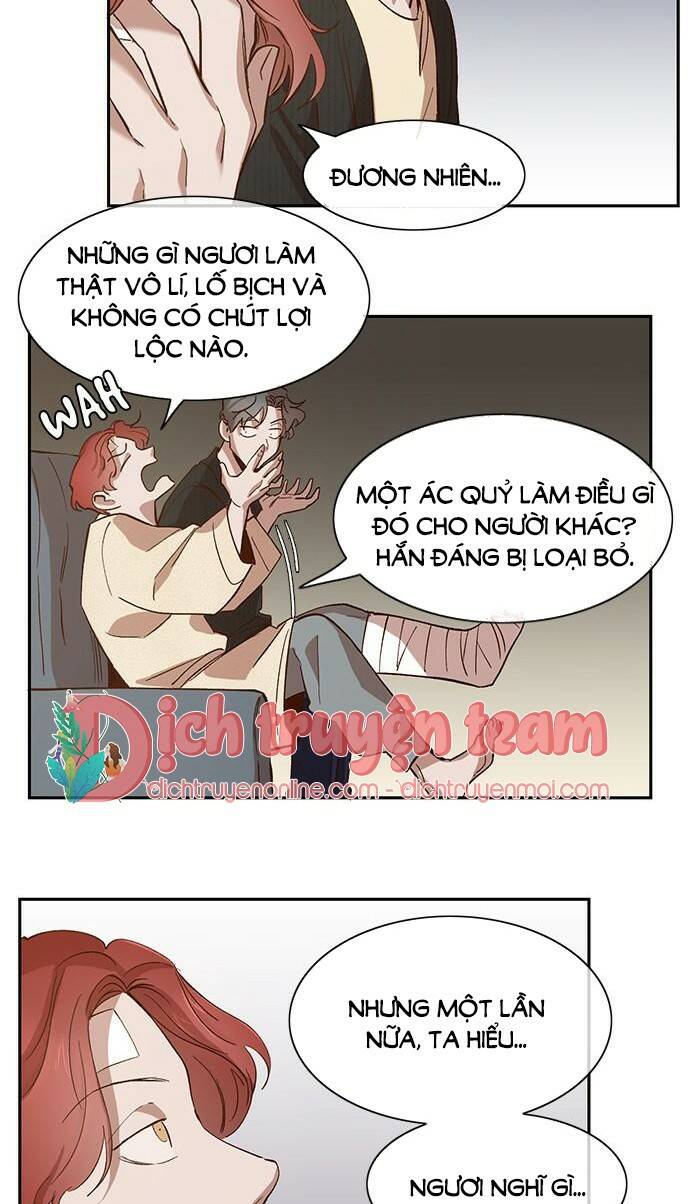 ĐƯƠNG NHIÊN...
NHỮNG GÌ NGƯƠI LÀM
THẬT VÔ LÍ, LỐ BỊCH VÀ
KHÔNG CÓ CHÚT LỢI
LỘC NÀO.
WAH
MỘT ÁC QUỶ LÀM ĐIỀU GÌ
ĐÓ CHO NGƯỜI KHÁC?
HẮN ĐÁNG BỊ LOẠI BỎ.
Dịch truyện team
dichtruyenonline.com - dichtruyenmoi.com
NHƯNG MỘT LẦN
NỮA, TA HIỂU...
NGƯƠI NGHĨ GÌ...